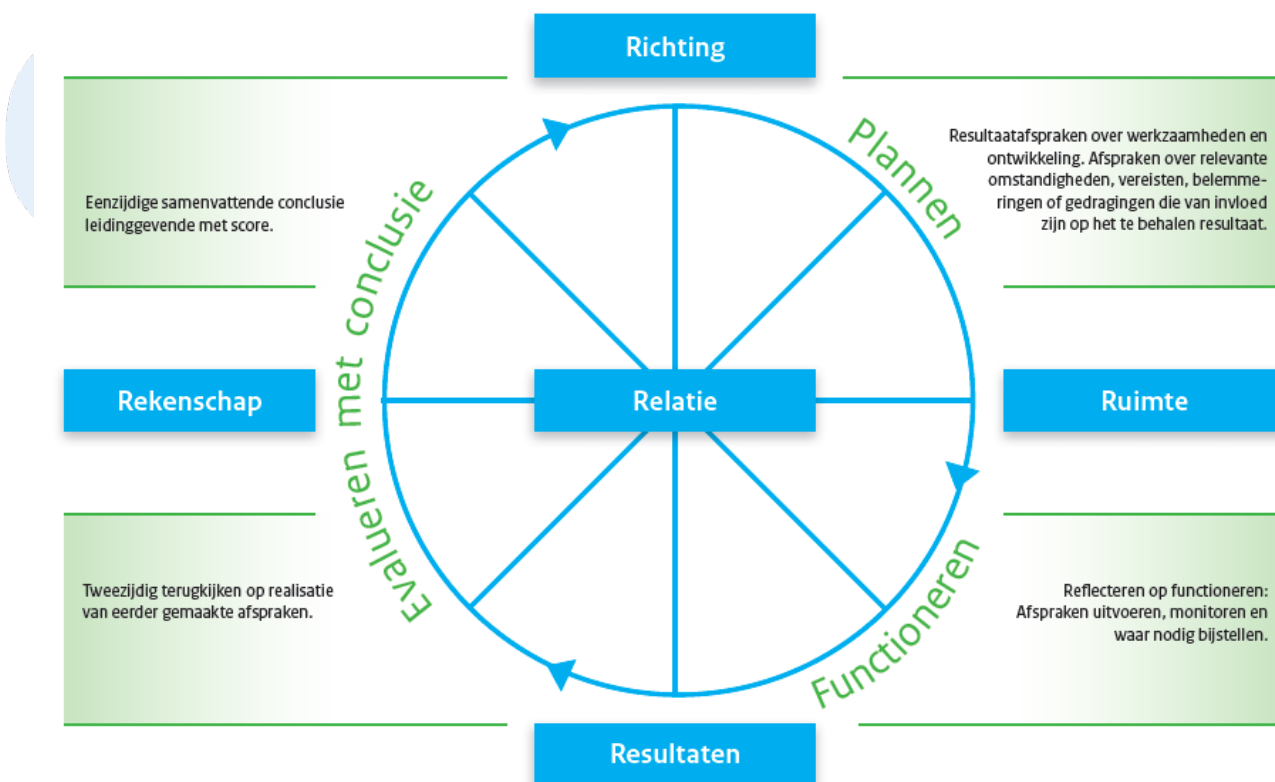 Richting
Plannen
Resultaatafspraken over werkzaamheden en
ontwikkeling. Afspraken over relevante
omstandigheden, vereisten, belemme-
ringen of gedragingen die van invloed
zijn op het te behalen resultaat.
Eenzijdige samenvattende conclusie
leidinggevende met score.
Evalueren met conclusie
Rekenschap
Relatie
Ruimte
Tweezijdig terugkijken op realisatie
van eerder gemaakte afspraken.
Functioneren
Reflecteren op functioneren:
Afspraken uitvoeren, monitoren en
waar nodig bijstellen.
Resultaten